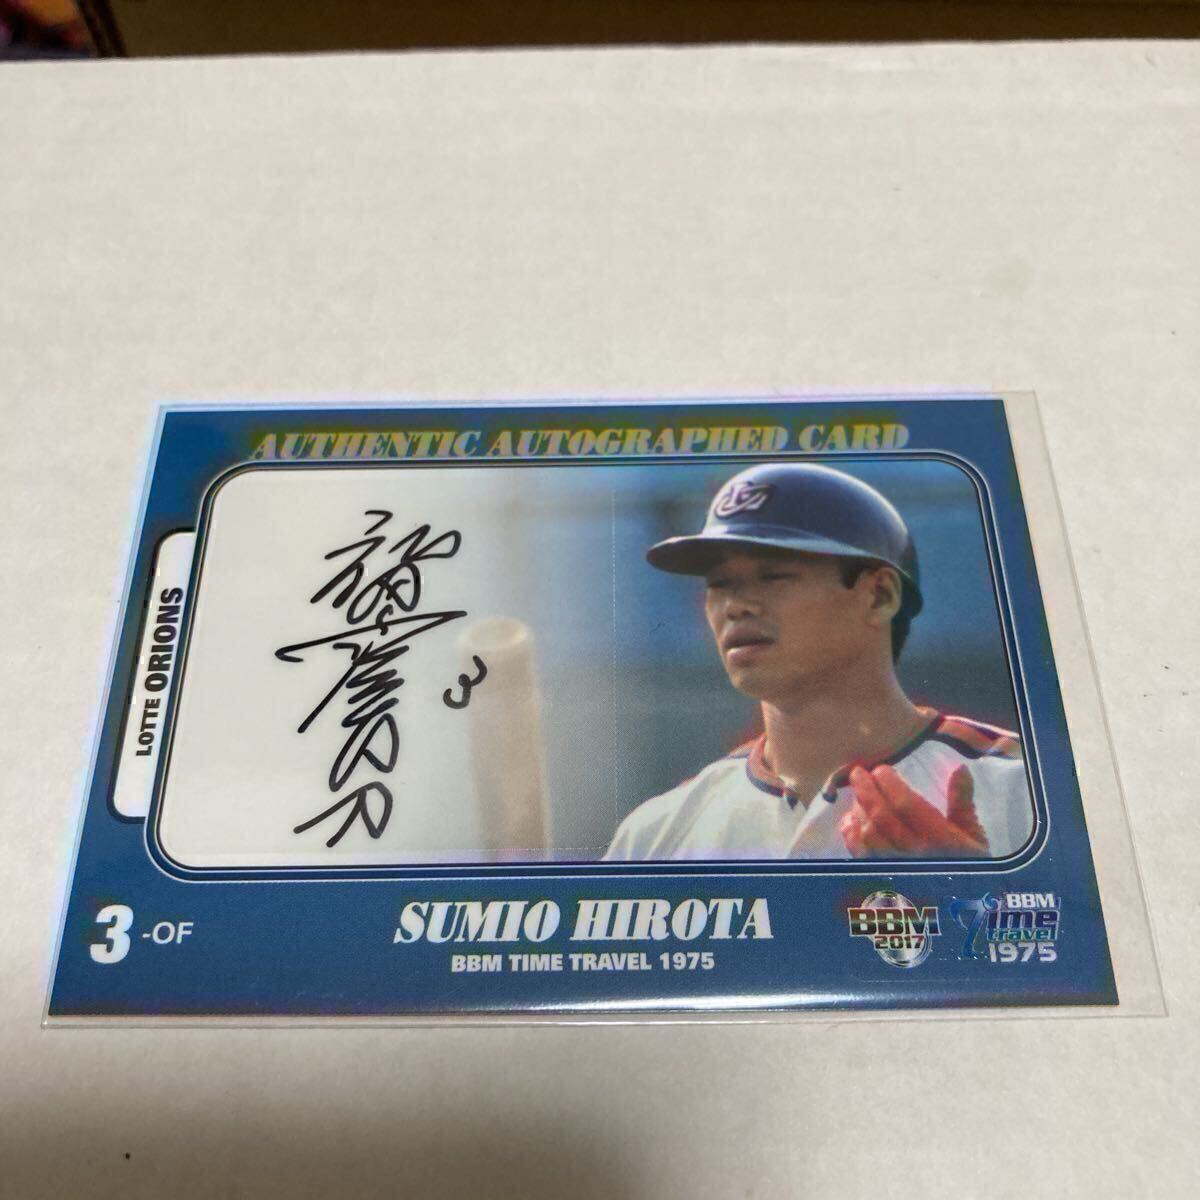 AUTHENTIC AUTOGRAPHED CARD
LOTTE ORIONS
3
3 -OF
SUMIO HIROTA
BBM TIME TRAVEL 1975
BBM
2017
BBM
Time
travel
1975